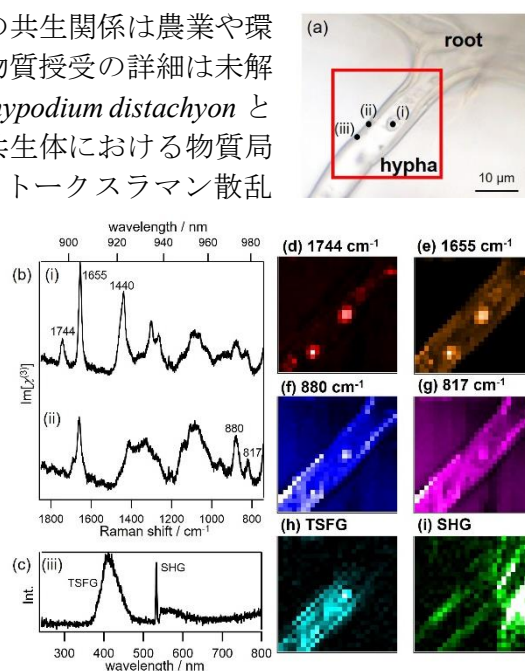 の共生関係は農業や環
物質授受の詳細は未解
hypodium distachyon と
共生体における物質局
トークスラマン散乱
(a)
root
(ii)
(i)
(iii)
hypha
10 μm
wavelength / nm
900 920 940 960 980
(b) (i)
1655
1440
1744
Im[χ(3)]
(ii)
880
817
1800 1600 1400 1200 1000 800
Raman shift / cm-1
(c) (iii)
TSFG
SHG
Int.
300 400 500 600 700 800
wavelength / nm
(d) 1744 cm-1
(e) 1655 cm-1
(f) 880 cm-1
(g) 817 cm-1
(h) TSFG
(i) SHG